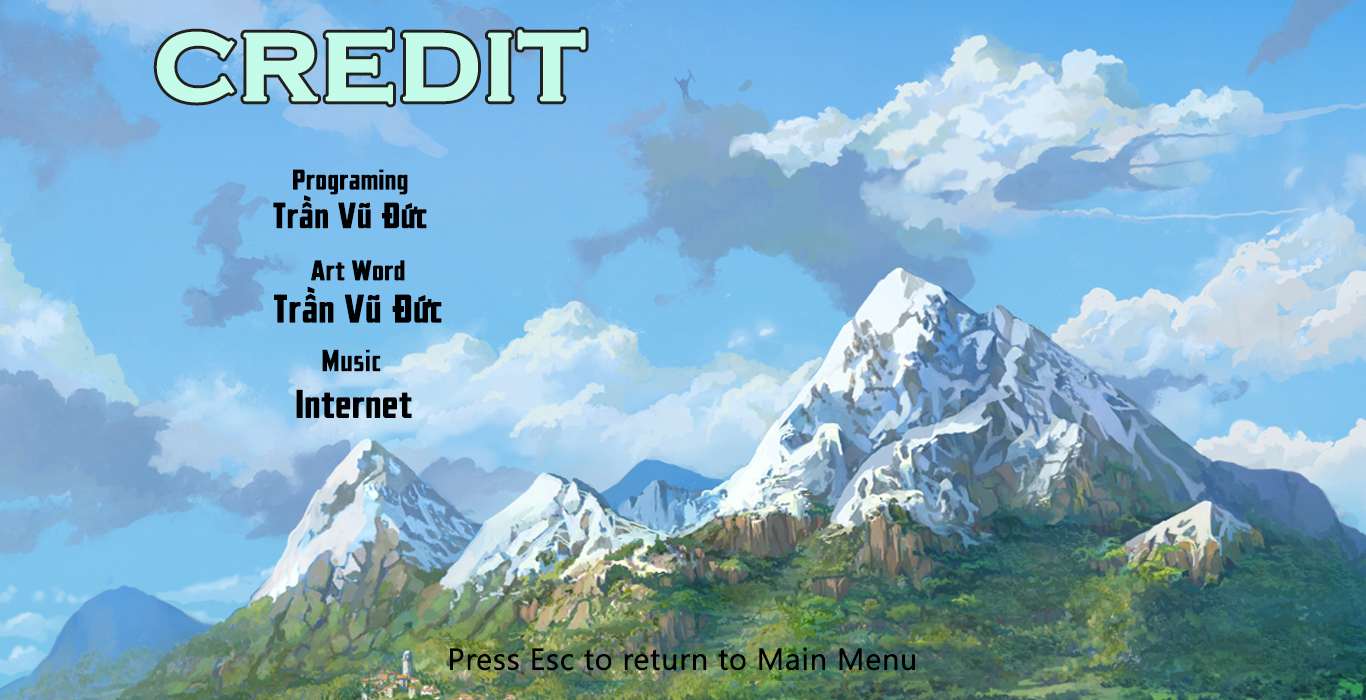 CREDIT
Programing
Trần Vũ Đức
Art Word
Trần Vũ Đức
Music
Internet
Press Esc to return to Main Menu